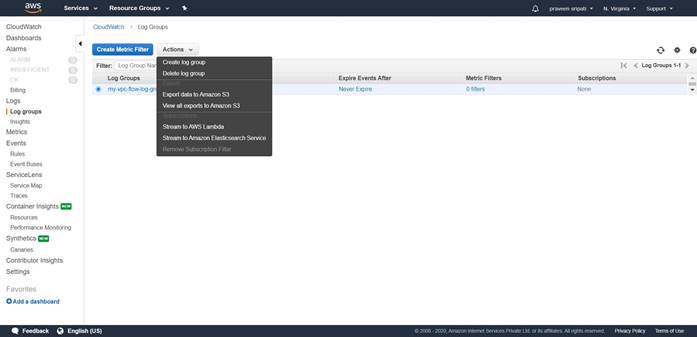 aws
Services
Resource Groups
praveen sripati
N. Virginia
Support
CloudWatch
Dashboards
Alarms
ALARM
INSUFFICIENT
OK
Billing
Logs
Log groups
Insights
Metrics
Events
Rules
Event Buses
ServiceLens
Service Map
Traces
Container Insights NEW
Resources
Performance Monitoring
Synthetics NEW
Canaries
Contributor Insights
Settings
Favorites
Add a dashboard
CloudWatch > Log Groups
Create Metric Filter
Actions
Filter: Log Group Nam
Log Groups 1-1
Create log group
Delete log group
Export data to Amazon S3
View all exports to Amazon S3
Stream to AWS Lambda
Stream to Amazon Elasticsearch Service
Remove Subscription Filter
Log Groups
Expire Events After
Metric Filters
Subscriptions
my-vpc-flow-log-gr
Never Expire
0 filters
None
Feedback
English (US)
© 2008 - 2020, Amazon Internet Services Private Ltd. or its affiliates. All rights reserved.
Privacy Policy
Terms of Use